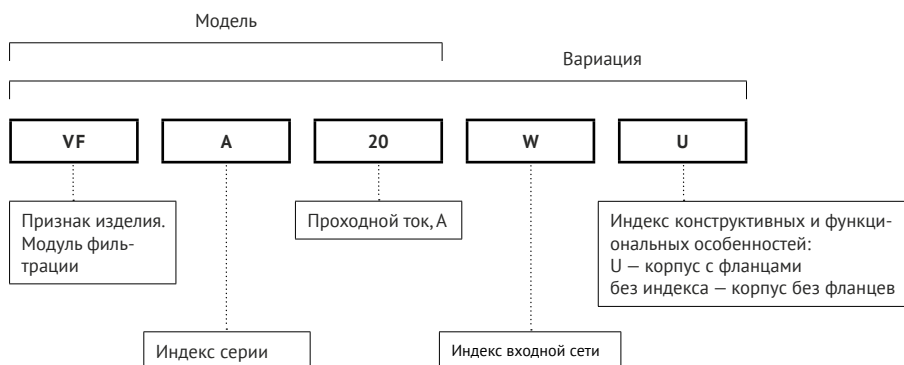 Модель
Вариация
VF
A
20
W
U
Признак изделия.
Модуль филь-
трации
Проходной ток, А
Индекс конструктивных и функци-
ональных особенностей:
U — корпус с фланцами
без индекса — корпус без фланцев
Индекс серии
Индекс входной сети